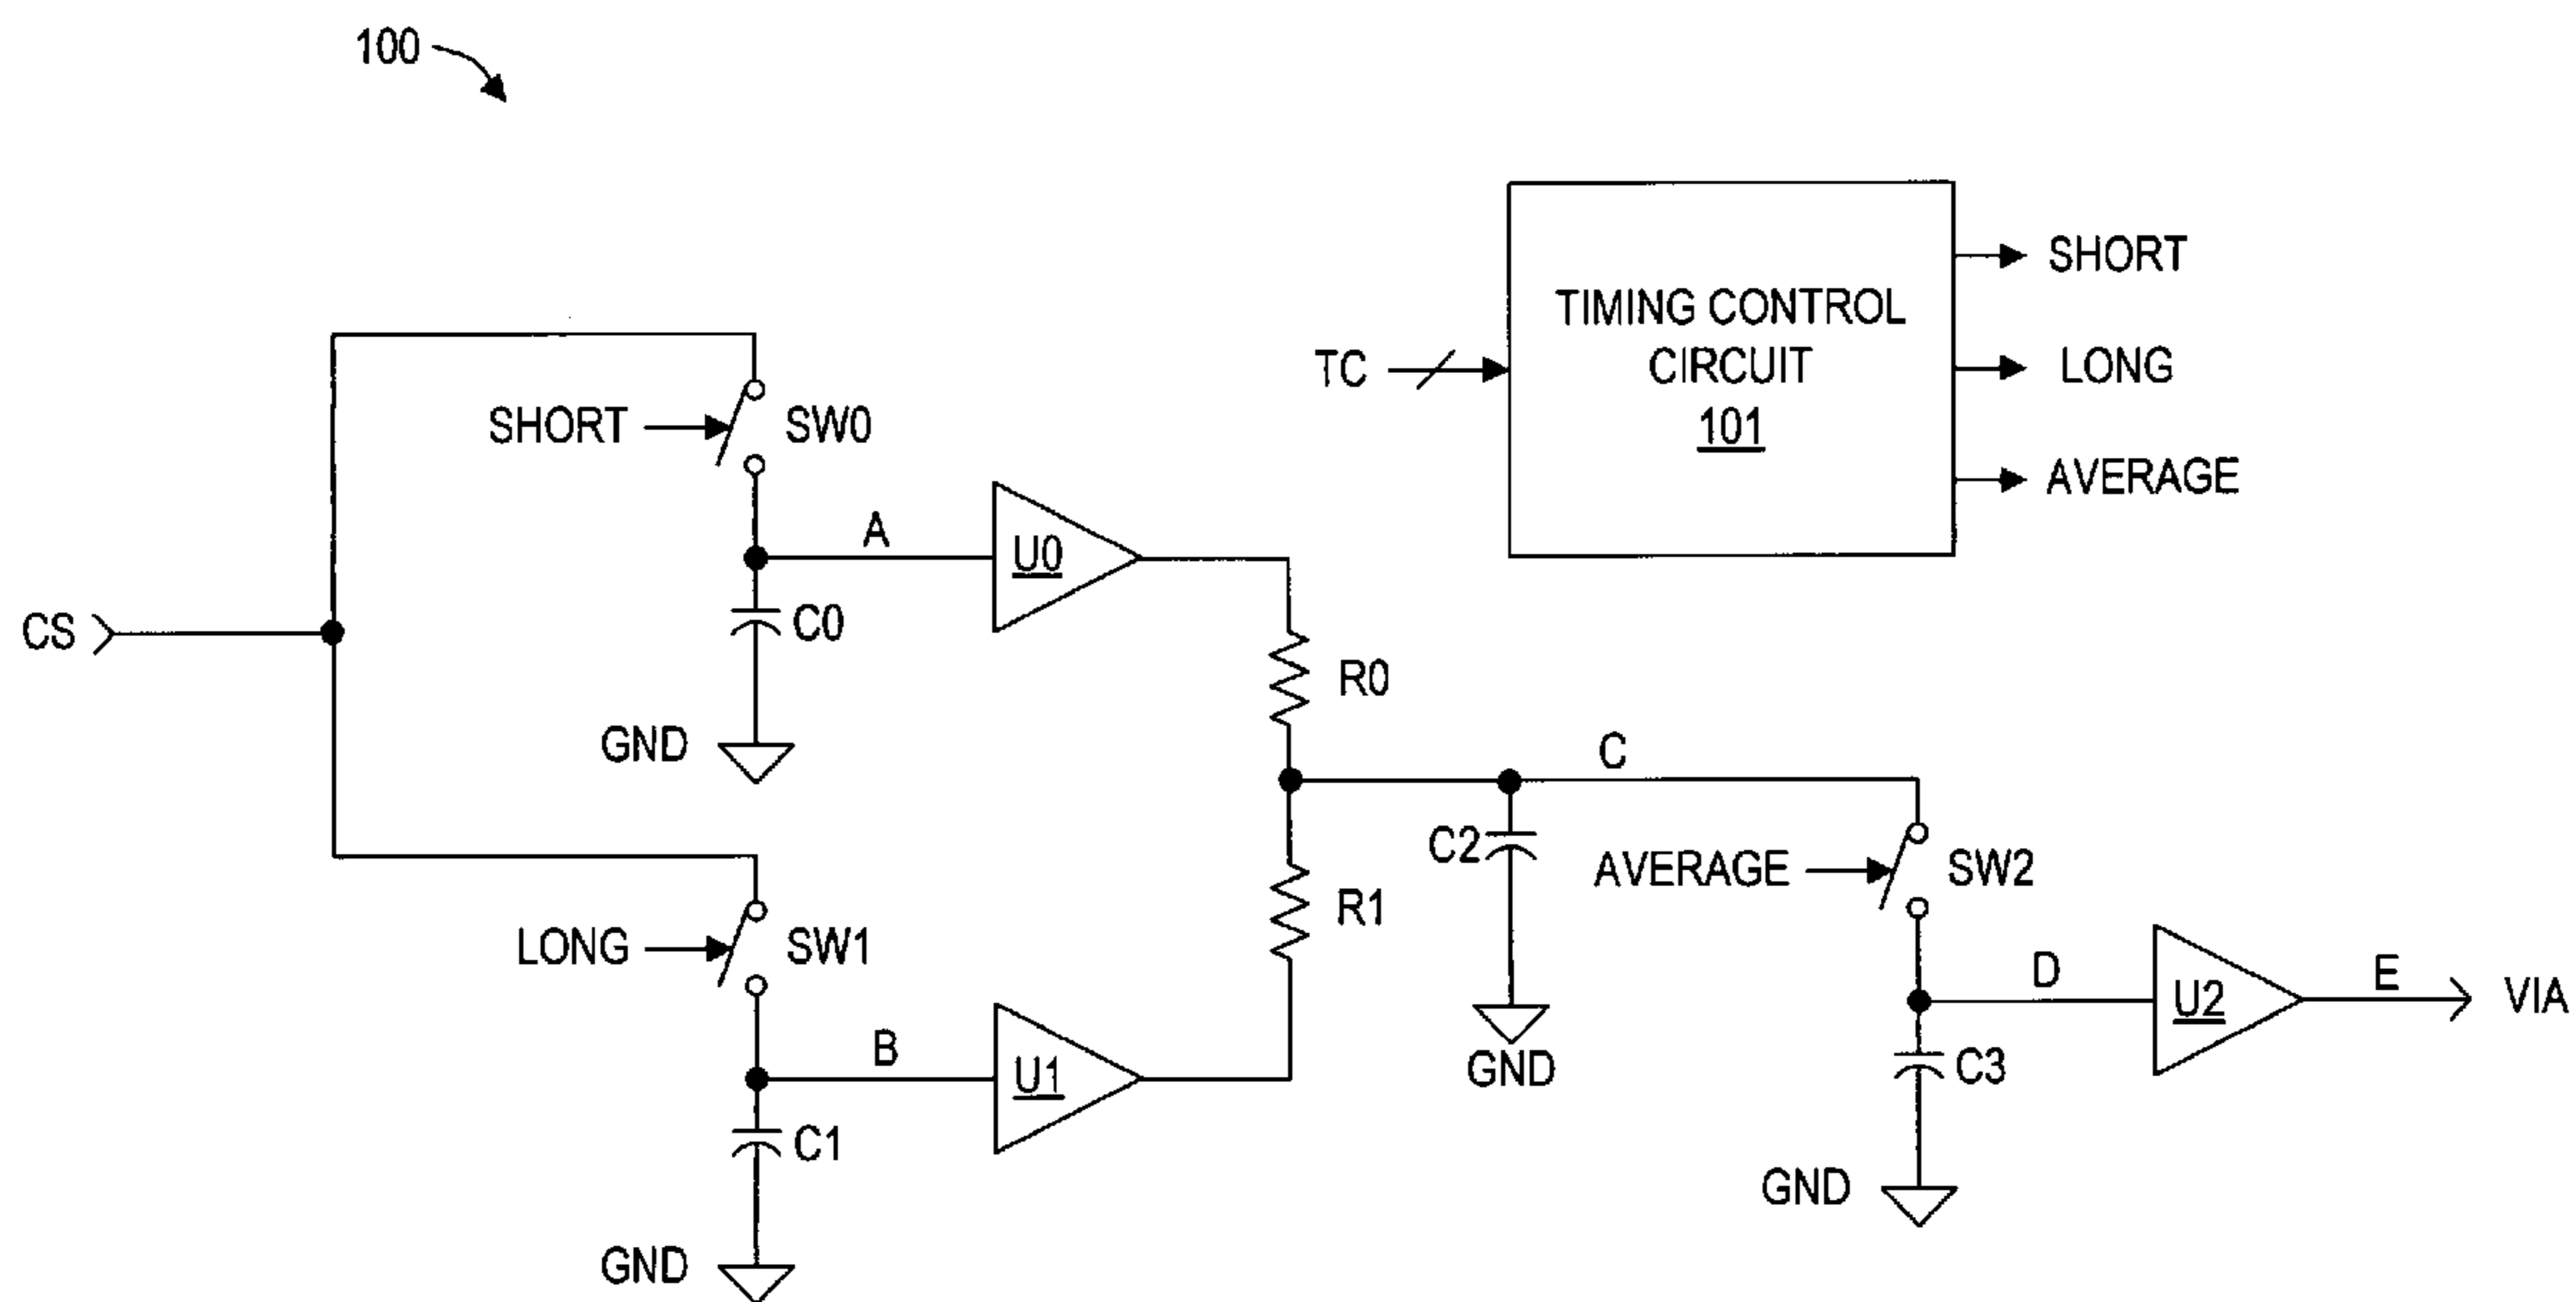 100
TIMING CONTROL
CIRCUIT
101
TC
SHORT
LONG
AVERAGE
SHORT
SW0
A
U0
C0
GND
CS
R0
C
C2
GND
AVERAGE
SW2
R1
LONG
SW1
B
U1
C1
GND
D
U2
E
VIA
C3
GND